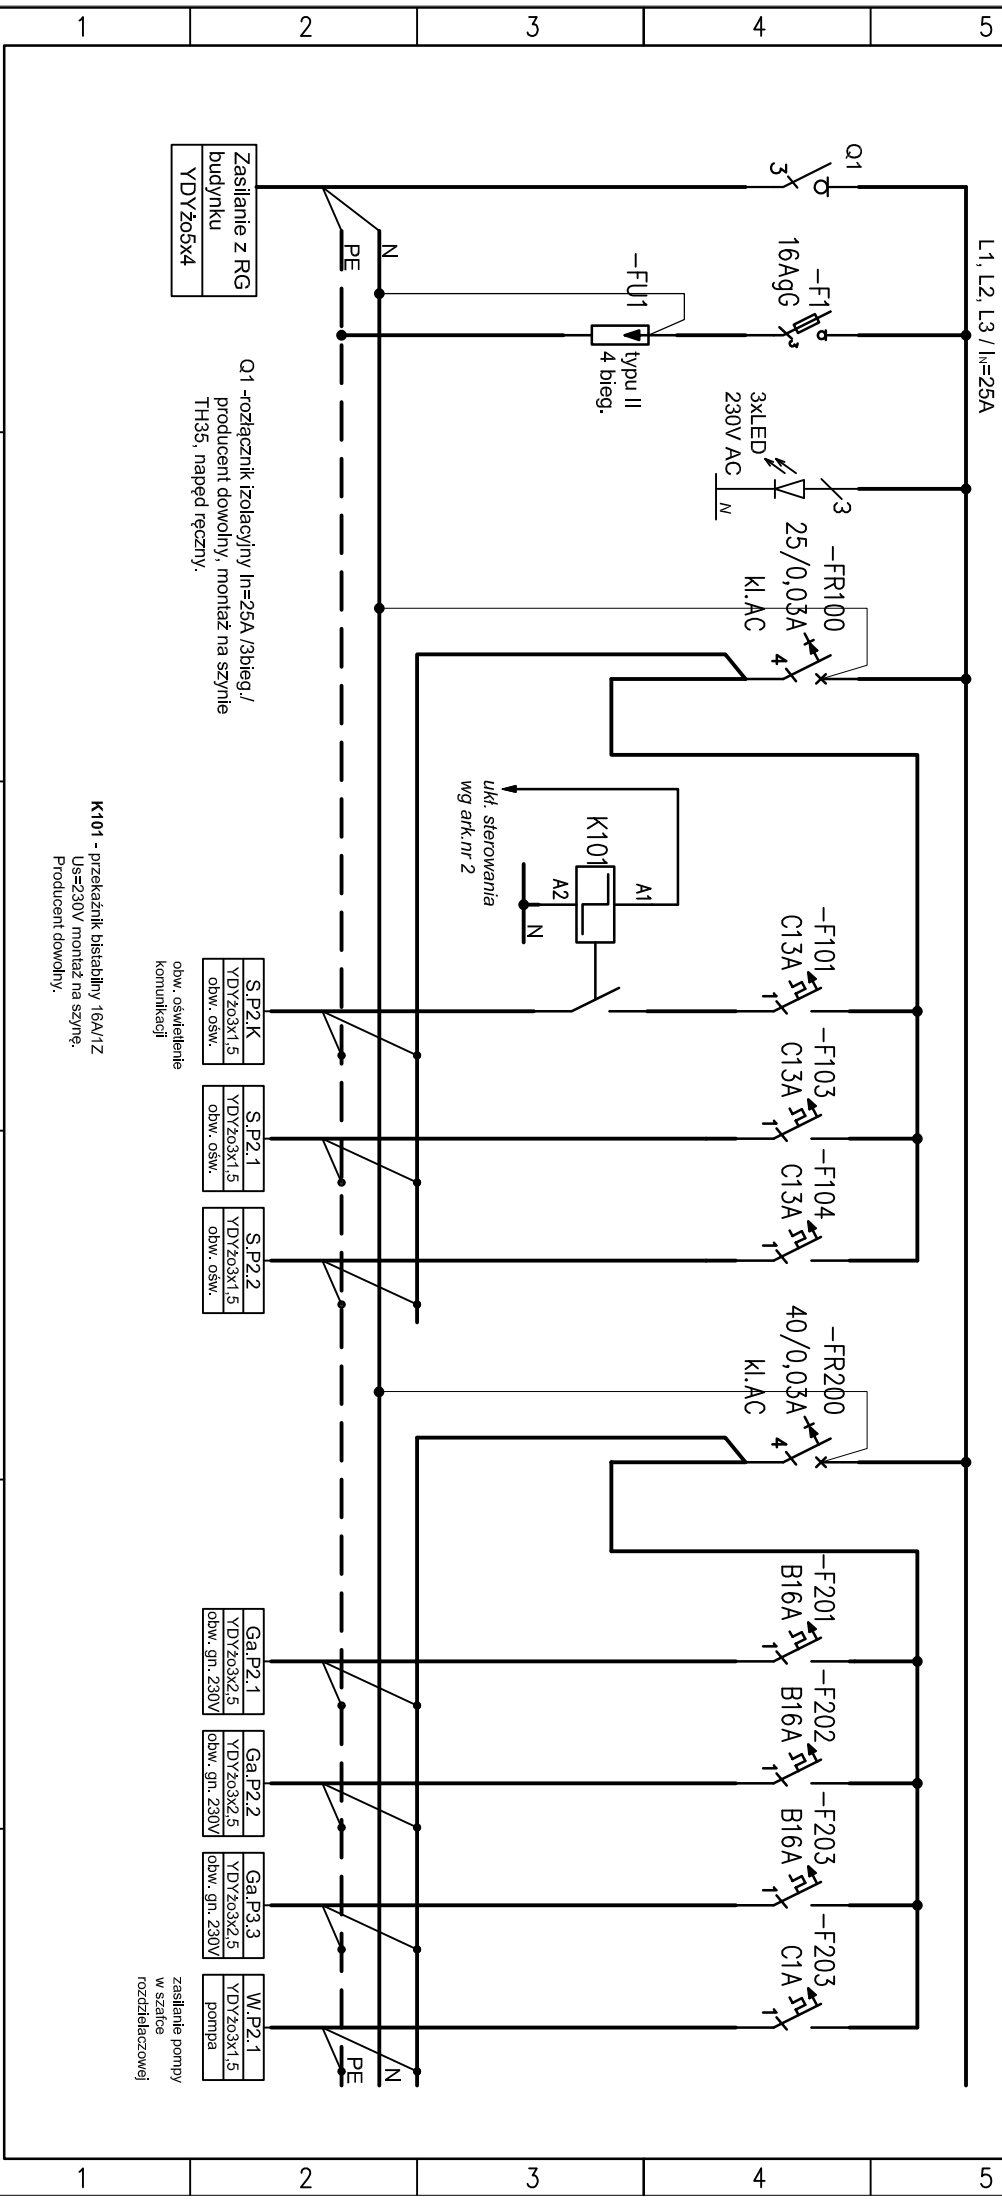 1
2
3
4
5
L1, L2, L3 / IN=25A
Q1
3
-F1
16AgG
3
-FU1
typu II
4 bieg.
3xLED
230V AC
3
N
-FR100
25/0,03A
kl.AC
4
N
PE
Zasilanie z RG
budynku
YDYżo5x4
Q1 -rozłącznik izolacyjny In=25A /3bieg./
producent dowolny, montaż na szynie
TH35, napęd ręczny.
ukł. sterowania
wg ark.nr 2
K101
A1
A2
N
K101 - przekaźnik bistabilny 16A/1Z
Us=230V montaż na szynę.
Producent dowolny.
-F101
C13A
1
-F103
C13A
1
-F104
C13A
1
S.P2.K
YDYżo3x1,5
obw. ośw.
obw. oświetlenie
komunikacji
S.P2.1
YDYżo3x1,5
obw. ośw.
S.P2.2
YDYżo3x1,5
obw. ośw.
-FR200
40/0,03A
kl.AC
4
-F201
B16A
1
-F202
B16A
1
-F203
B16A
1
-F203
C1A
1
Ga.P2.1
YDYżo3x2,5
obw. gn. 230V
Ga.P2.2
YDYżo3x2,5
obw. gn. 230V
Ga.P3.3
YDYżo3x2,5
obw. gn. 230V
W.P2.1
YDYżo3x1,5
pompa
zasilanie pompy
w szafce
rozdzielaczowej
N
PE
1
2
3
4
5